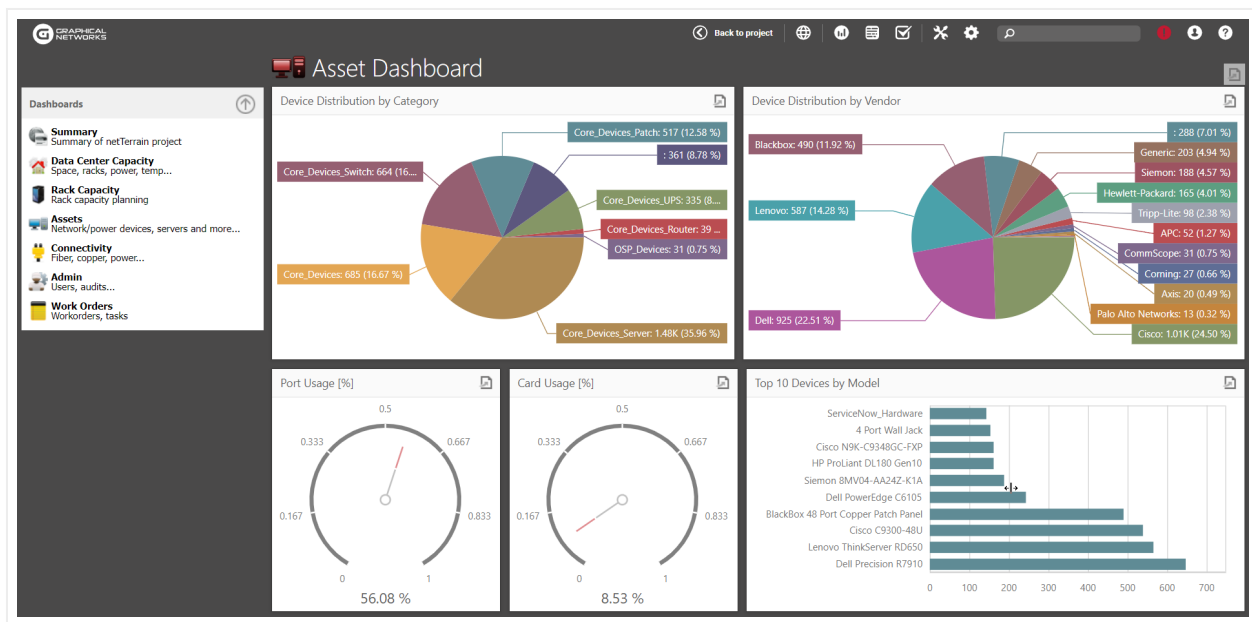 GRAPHICAL
NETWORKS
Back to project
Asset Dashboard
Dashboards
Summary
Summary of netTerrain project
Data Center Capacity
Space, racks, power, temp...
Rack Capacity
Rack capacity planning
Assets
Network/power devices, servers and more...
Connectivity
Fiber, copper, power...
Admin
Users, audits...
Work Orders
Workorders, tasks
Device Distribution by Category
Core_Devices_Patch: 517 (12.58 %)
: 361 (8.78 %)
Core_Devices_Switch: 664 (16....
Core_Devices_UPS: 335 (8....
Core_Devices_Router: 39 ...
OSP_Devices: 31 (0.75 %)
Core_Devices: 685 (16.67 %)
Core_Devices_Server: 1.48K (35.96 %)
Device Distribution by Vendor
: 288 (7.01 %)
Blackbox: 490 (11.92 %)
Generic: 203 (4.94 %)
Siemon: 188 (4.57 %)
Hewlett-Packard: 165 (4.01 %)
Lenovo: 587 (14.28 %)
Tripp-Lite: 98 (2.38 %)
APC: 52 (1.27 %)
CommScope: 31 (0.75 %)
Corning: 27 (0.66 %)
Axis: 20 (0.49 %)
Palo Alto Networks: 13 (0.32 %)
Dell: 925 (22.51 %)
Cisco: 1.01K (24.50 %)
Port Usage [%]
0.5
0.333
0.667
0.167
0.833
0
1
56.08 %
Card Usage [%]
0.5
0.333
0.667
0.167
0.833
0
1
8.53 %
Top 10 Devices by Model
ServiceNow_Hardware
4 Port Wall Jack
Cisco N9K-C9348GC-FXP
HP ProLiant DL180 Gen10
Siemon 8MV04-AA24Z-K1A
Dell PowerEdge C6105
BlackBox 48 Port Copper Patch Panel
Cisco C9300-48U
Lenovo ThinkServer RD650
Dell Precision R7910
0 100 200 300 400 500 600 700